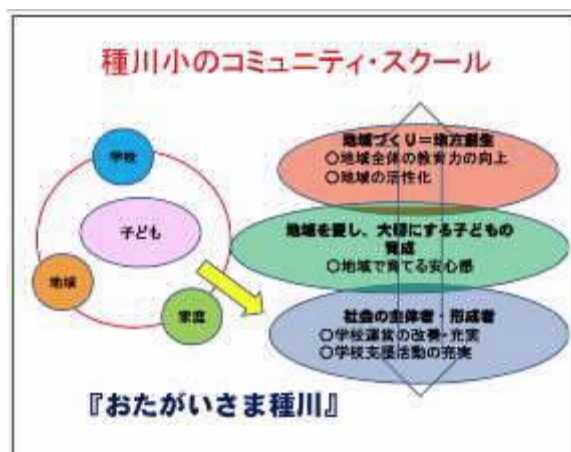 種川小のコミュニティ・スクール
学校
子ども
地域
家庭
地域づくり＝地方創生
○地域全体の教育力の向上
○地域の活性化
地域を愛し、大切にする子どもの
育成
○地域で育てる安心感
社会の主体者・形成者
○学校運営の改善・充実
○学校支援活動の充実
『おたがいさま種川』